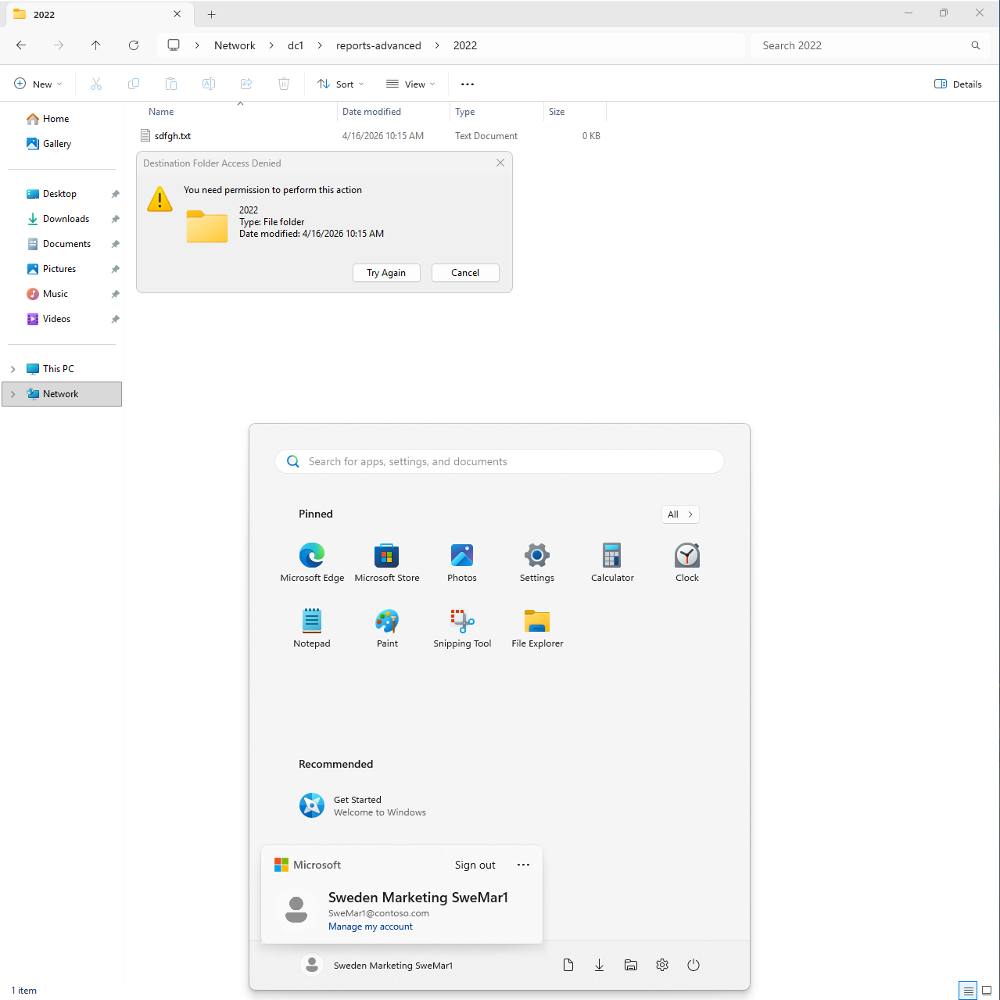 2022
Network
dc1
reports-advanced
2022
Search 2022
New
Sort
View
Details
Home
Gallery
Desktop
Downloads
Documents
Pictures
Music
Videos
This PC
Network
Name
Date modified
Type
Size
sdfgh.txt
4/16/2026 10:15 AM
Text Document
0 KB
Destination Folder Access Denied
You need permission to perform this action
2022
Type: File folder
Date modified: 4/16/2026 10:15 AM
Try Again
Cancel
Search for apps, settings, and documents
Pinned
All
Microsoft Edge
Microsoft Store
Photos
Settings
Calculator
Clock
Notepad
Paint
Snipping Tool
File Explorer
Recommended
Get Started
Welcome to Windows
Microsoft
Sign out
Sweden Marketing SweMar1
SweMar1@contoso.com
Manage my account
Sweden Marketing SweMar1
1 item